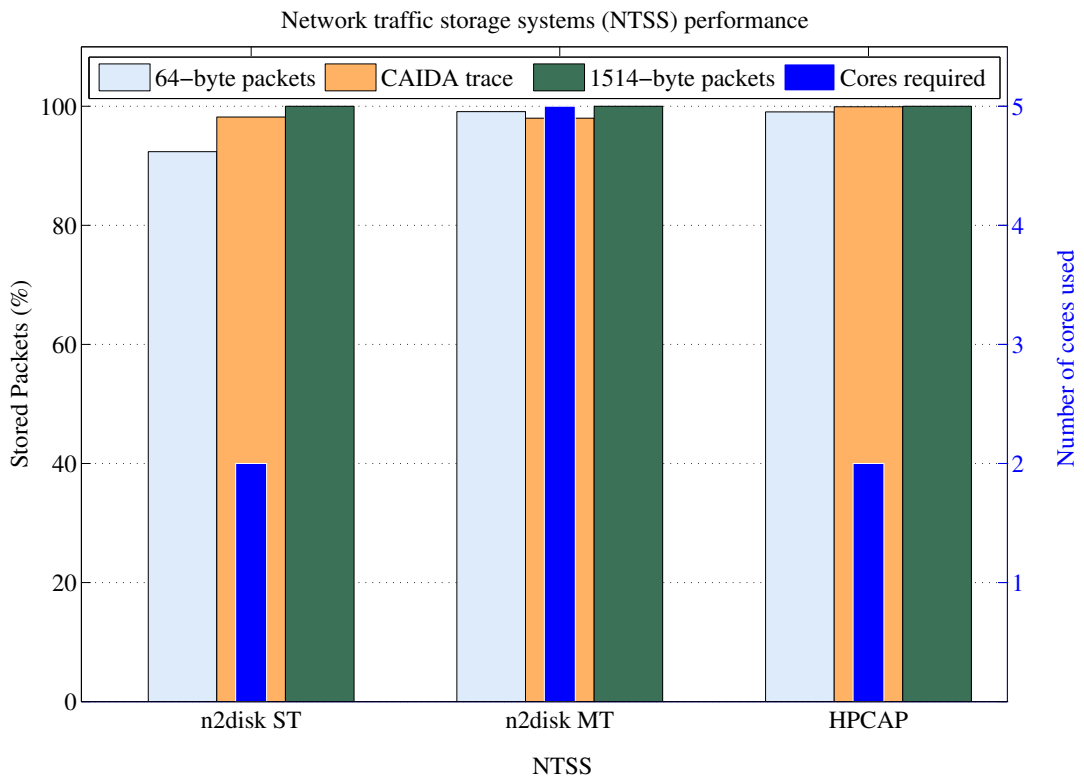 Network traffic storage systems (NTSS) performance
64−byte packets CAIDA trace 1514−byte packets Cores required
Stored Packets (%)
100
80
60
40
20
0
5
4
3
2
1
Number of cores used
n2disk ST n2disk MT HPCAP
NTSS